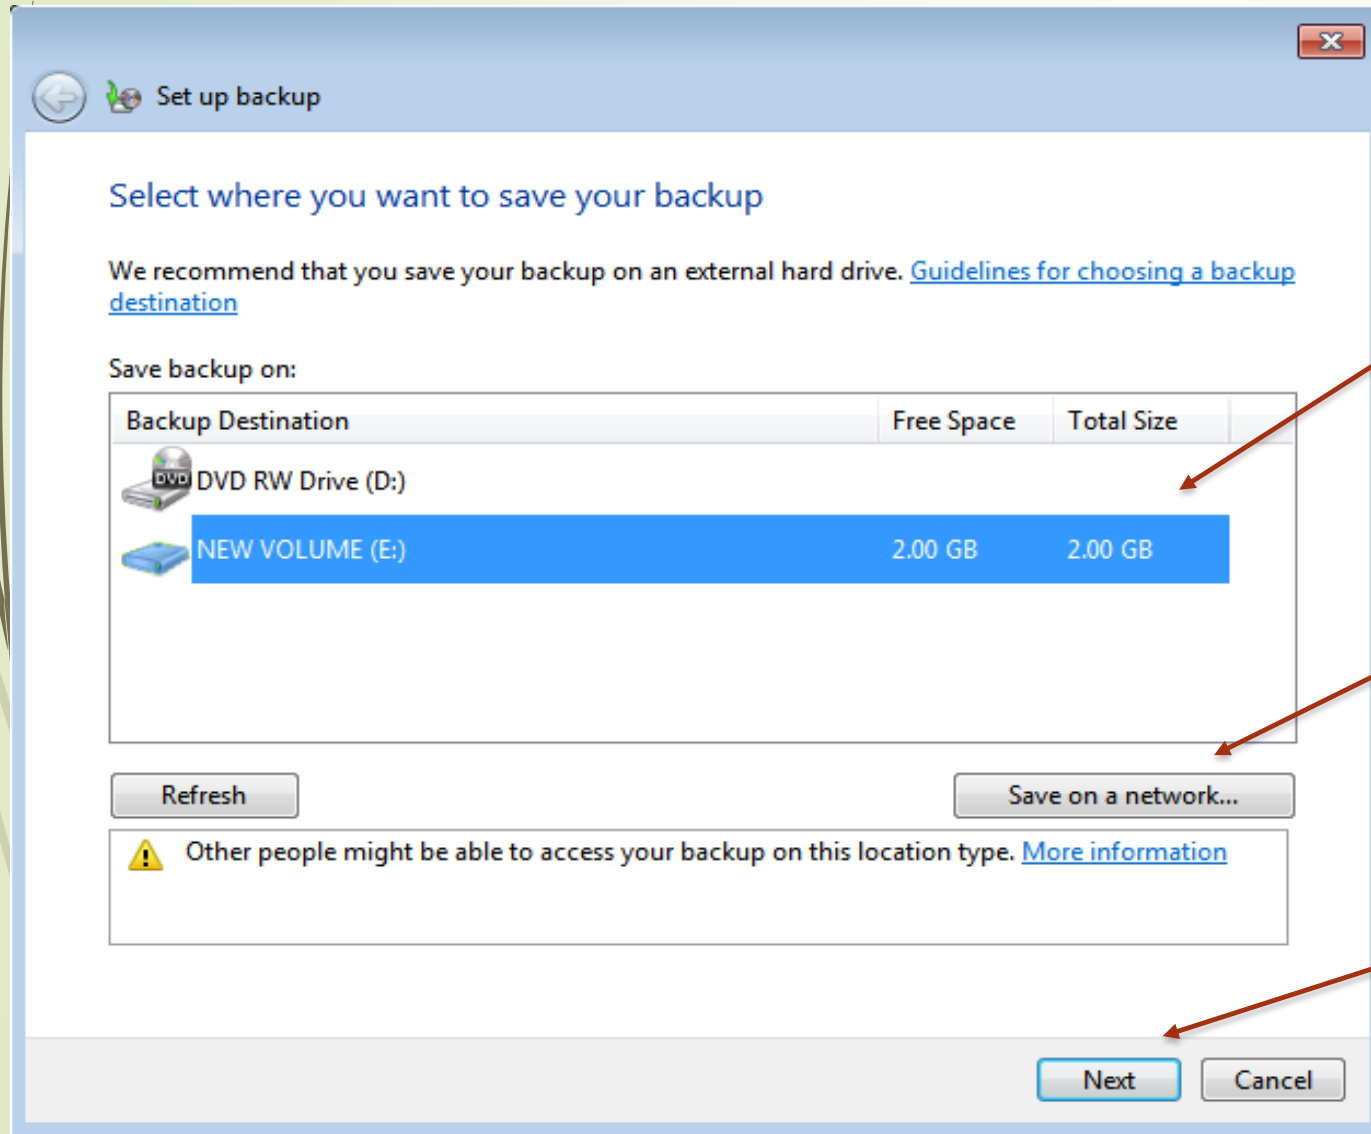 Set up backup
Select where you want to save your backup
We recommend that you save your backup on an external hard drive. Guidelines for choosing a backup
destination
Save backup on:
Backup Destination Free Space Total Size
DVD DVD RW Drive (D:)
NEW VOLUME (E:) 2.00 GB 2.00 GB
Refresh Save on a network...
Other people might be able to access your backup on this location type. More information
Next Cancel